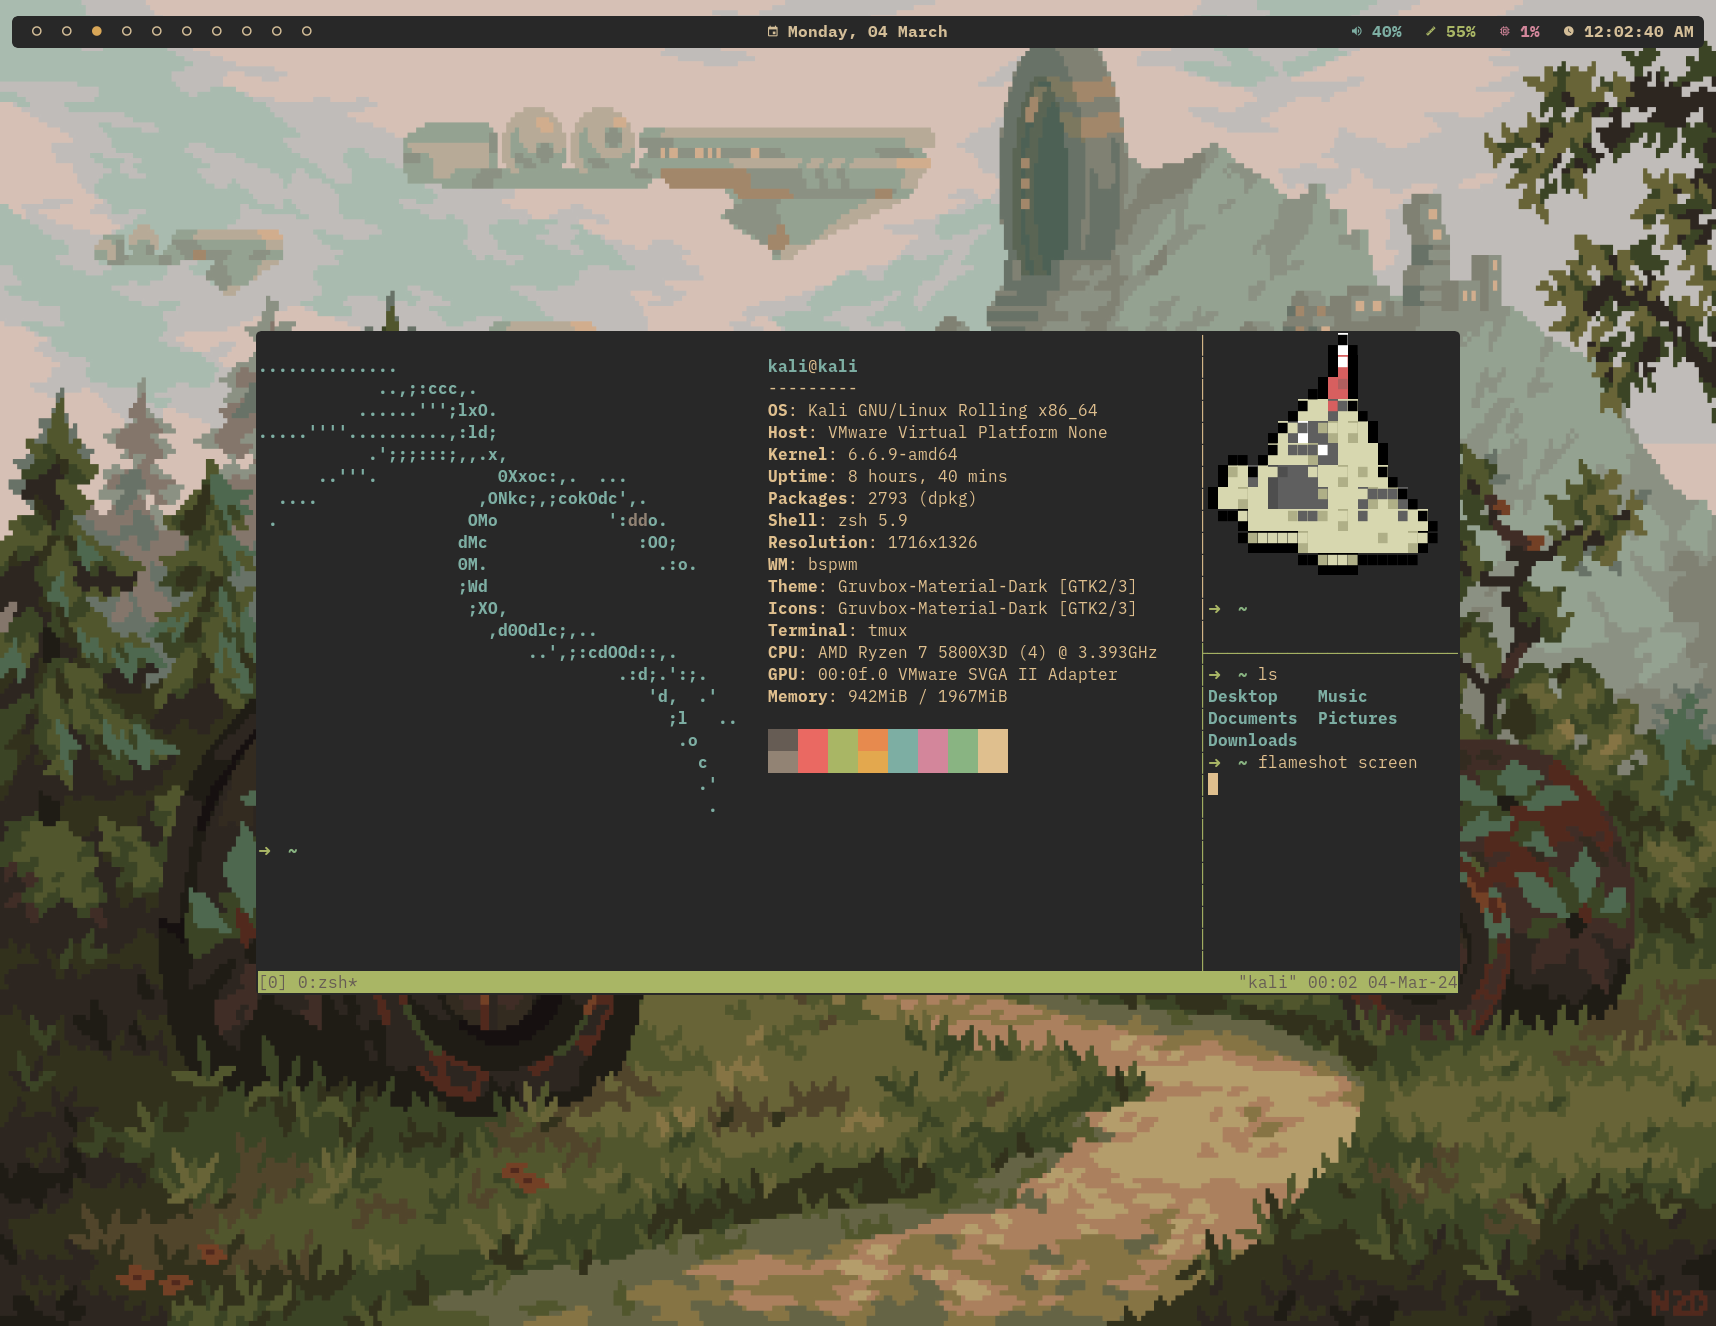 Monday, 04 March
40% 55% 1% 12:02:40 AM
..............
            ..,;:ccc,.
          ......''';lxO.
.....''''..........,:ld;
           .';;;:::;,,.x,
      ..'''.            0Xxoc:,.  ...
  ....                ,ONkc;,;cokOdc',.
 .                   OMo           ':ddo.
                    dMc               :OO;
                    0M.                 .:o.
                    ;Wd
                     ;XO,
                       ,d0Odlc;,..
                           ..',;:cdOOd::,.
                                    .:d;.':;.
                                       'd,  .'
                                         ;l   ..
                                          .o
                                            c
                                            .'
                                             .
→ ~
kali@kali
---------
OS: Kali GNU/Linux Rolling x86_64
Host: VMware Virtual Platform None
Kernel: 6.6.9-amd64
Uptime: 8 hours, 40 mins
Packages: 2793 (dpkg)
Shell: zsh 5.9
Resolution: 1716x1326
WM: bspwm
Theme: Gruvbox-Material-Dark [GTK2/3]
Icons: Gruvbox-Material-Dark [GTK2/3]
Terminal: tmux
CPU: AMD Ryzen 7 5800X3D (4) @ 3.393GHz
GPU: 00:0f.0 VMware SVGA II Adapter
Memory: 942MiB / 1967MiB
→ ~
→ ~ ls
Desktop    Music
Documents  Pictures
Downloads
→ ~ flameshot screen
[0] 0:zsh* "kali" 00:02 04-Mar-24
N2D